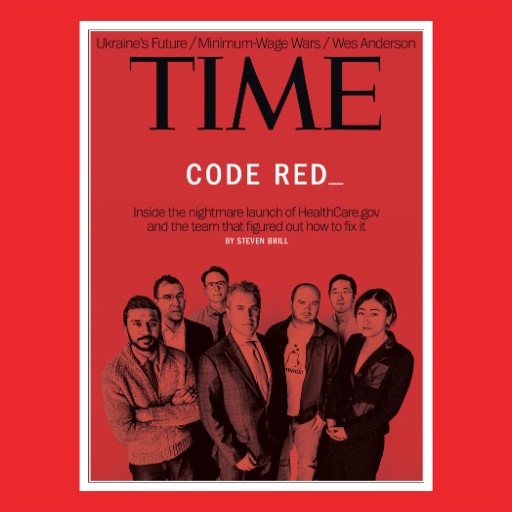 Ukraine's Future / Minimum-Wage Wars / Wes Anderson
TIME
CODE RED_
Inside the nightmare launch of HealthCare.gov
and the team that figured out how to fix it
BY STEVEN BRILL